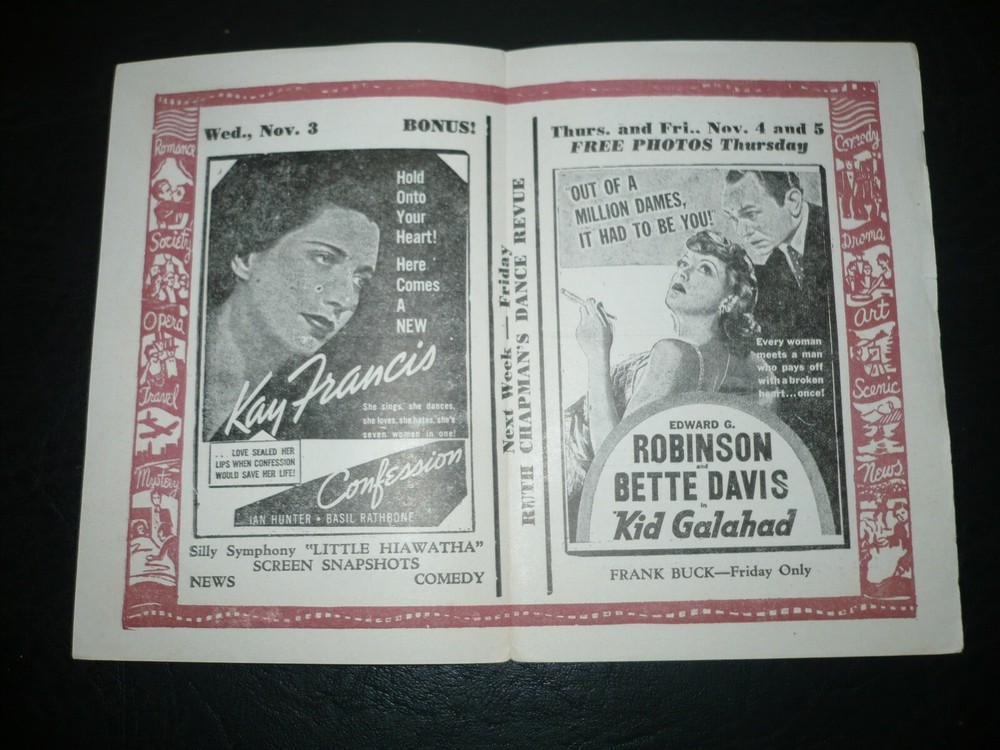 Romance
Society
Opera
Travel
Mystery
Wed., Nov. 3 BONUS!
Hold
Onto
Your
Heart!
Here
Comes
A
NEW
Kay Francis
She sings, she dances,
she loves, she hates, she's
seven women in one!
...LOVE SEALED HER
LIPS WHEN CONFESSION
WOULD SAVE HER LIFE!
Confession
IAN HUNTER • BASIL RATHBONE
Silly Symphony "LITTLE HIAWATHA"
SCREEN SNAPSHOTS
NEWS COMEDY
Next Week — Friday
RUTH CHAPMAN'S DANCE REVUE
Thurs. and Fri.. Nov. 4 and 5
FREE PHOTOS Thursday
"OUT OF A
MILLION DAMES,
IT HAD TO BE YOU!"
Every woman
meets a man
who pays off
with a broken
heart...once!
EDWARD G.
ROBINSON
and
BETTE DAVIS
in
"Kid Galahad
FRANK BUCK—Friday Only
Comedy
Drama
Art
Scenic
News